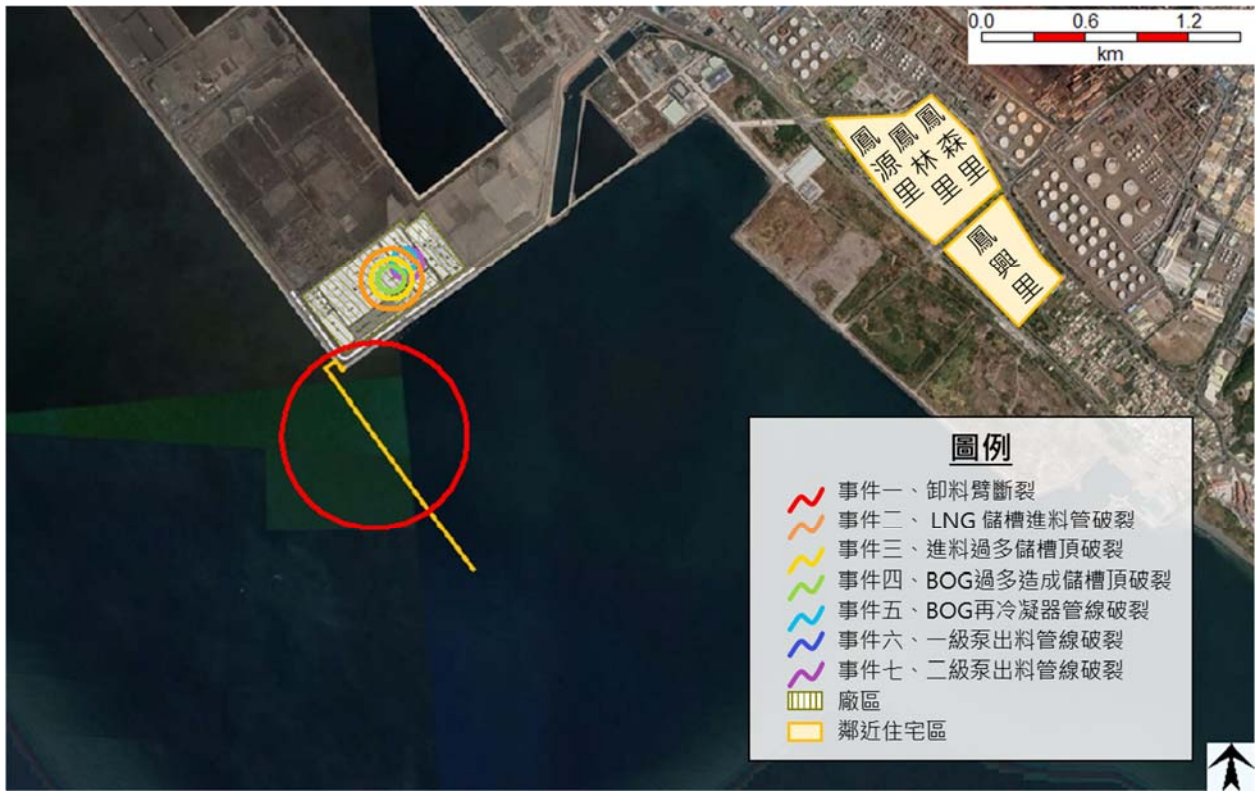 0.0 0.6 1.2
km
鳳源里
鳳林里
鳳森里
鳳興里
圖例
事件一、卸料臂斷裂
事件二、LNG 儲槽進料管破裂
事件三、進料過多儲槽頂破裂
事件四、BOG過多造成儲槽頂破裂
事件五、BOG再冷凝器管線破裂
事件六、一級泵出料管線破裂
事件七、二級泵出料管線破裂
廠區
鄰近住宅區